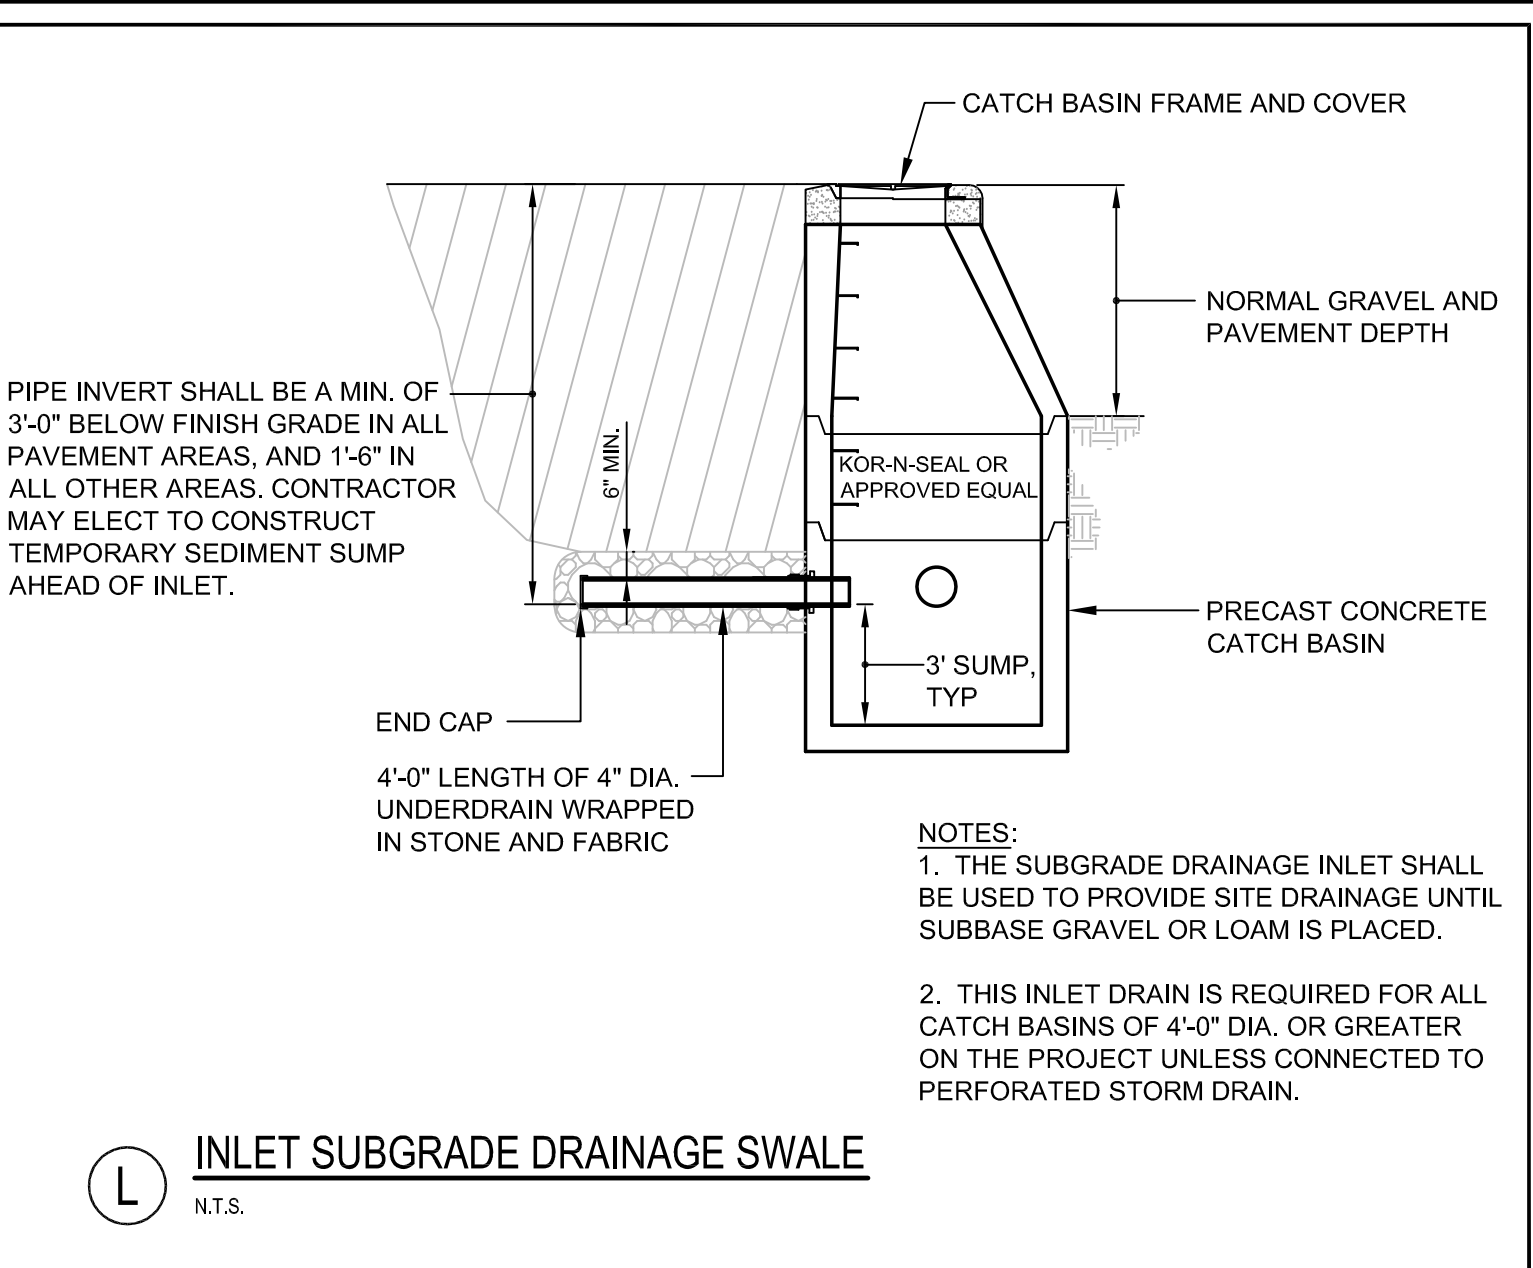 CATCH BASIN FRAME AND COVER
NORMAL GRAVEL AND
PAVEMENT DEPTH
PIPE INVERT SHALL BE A MIN. OF
3'-0" BELOW FINISH GRADE IN ALL
PAVEMENT AREAS, AND 1'-6" IN
ALL OTHER AREAS. CONTRACTOR
MAY ELECT TO CONSTRUCT
TEMPORARY SEDIMENT SUMP
AHEAD OF INLET.
6" MIN.
KOR-N-SEAL OR
APPROVED EQUAL
PRECAST CONCRETE
CATCH BASIN
3' SUMP,
TYP
END CAP
4'-0" LENGTH OF 4" DIA.
UNDERDRAIN WRAPPED
IN STONE AND FABRIC
NOTES:
1. THE SUBGRADE DRAINAGE INLET SHALL
BE USED TO PROVIDE SITE DRAINAGE UNTIL
SUBBASE GRAVEL OR LOAM IS PLACED.
2. THIS INLET DRAIN IS REQUIRED FOR ALL
CATCH BASINS OF 4'-0" DIA. OR GREATER
ON THE PROJECT UNLESS CONNECTED TO
PERFORATED STORM DRAIN.
L
INLET SUBGRADE DRAINAGE SWALE
N.T.S.